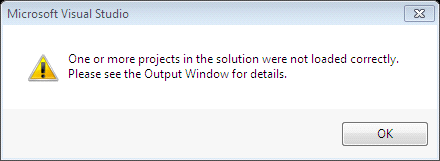 Microsoft Visual Studio
One or more projects in the solution were not loaded correctly.
Please see the Output Window for details.
OK